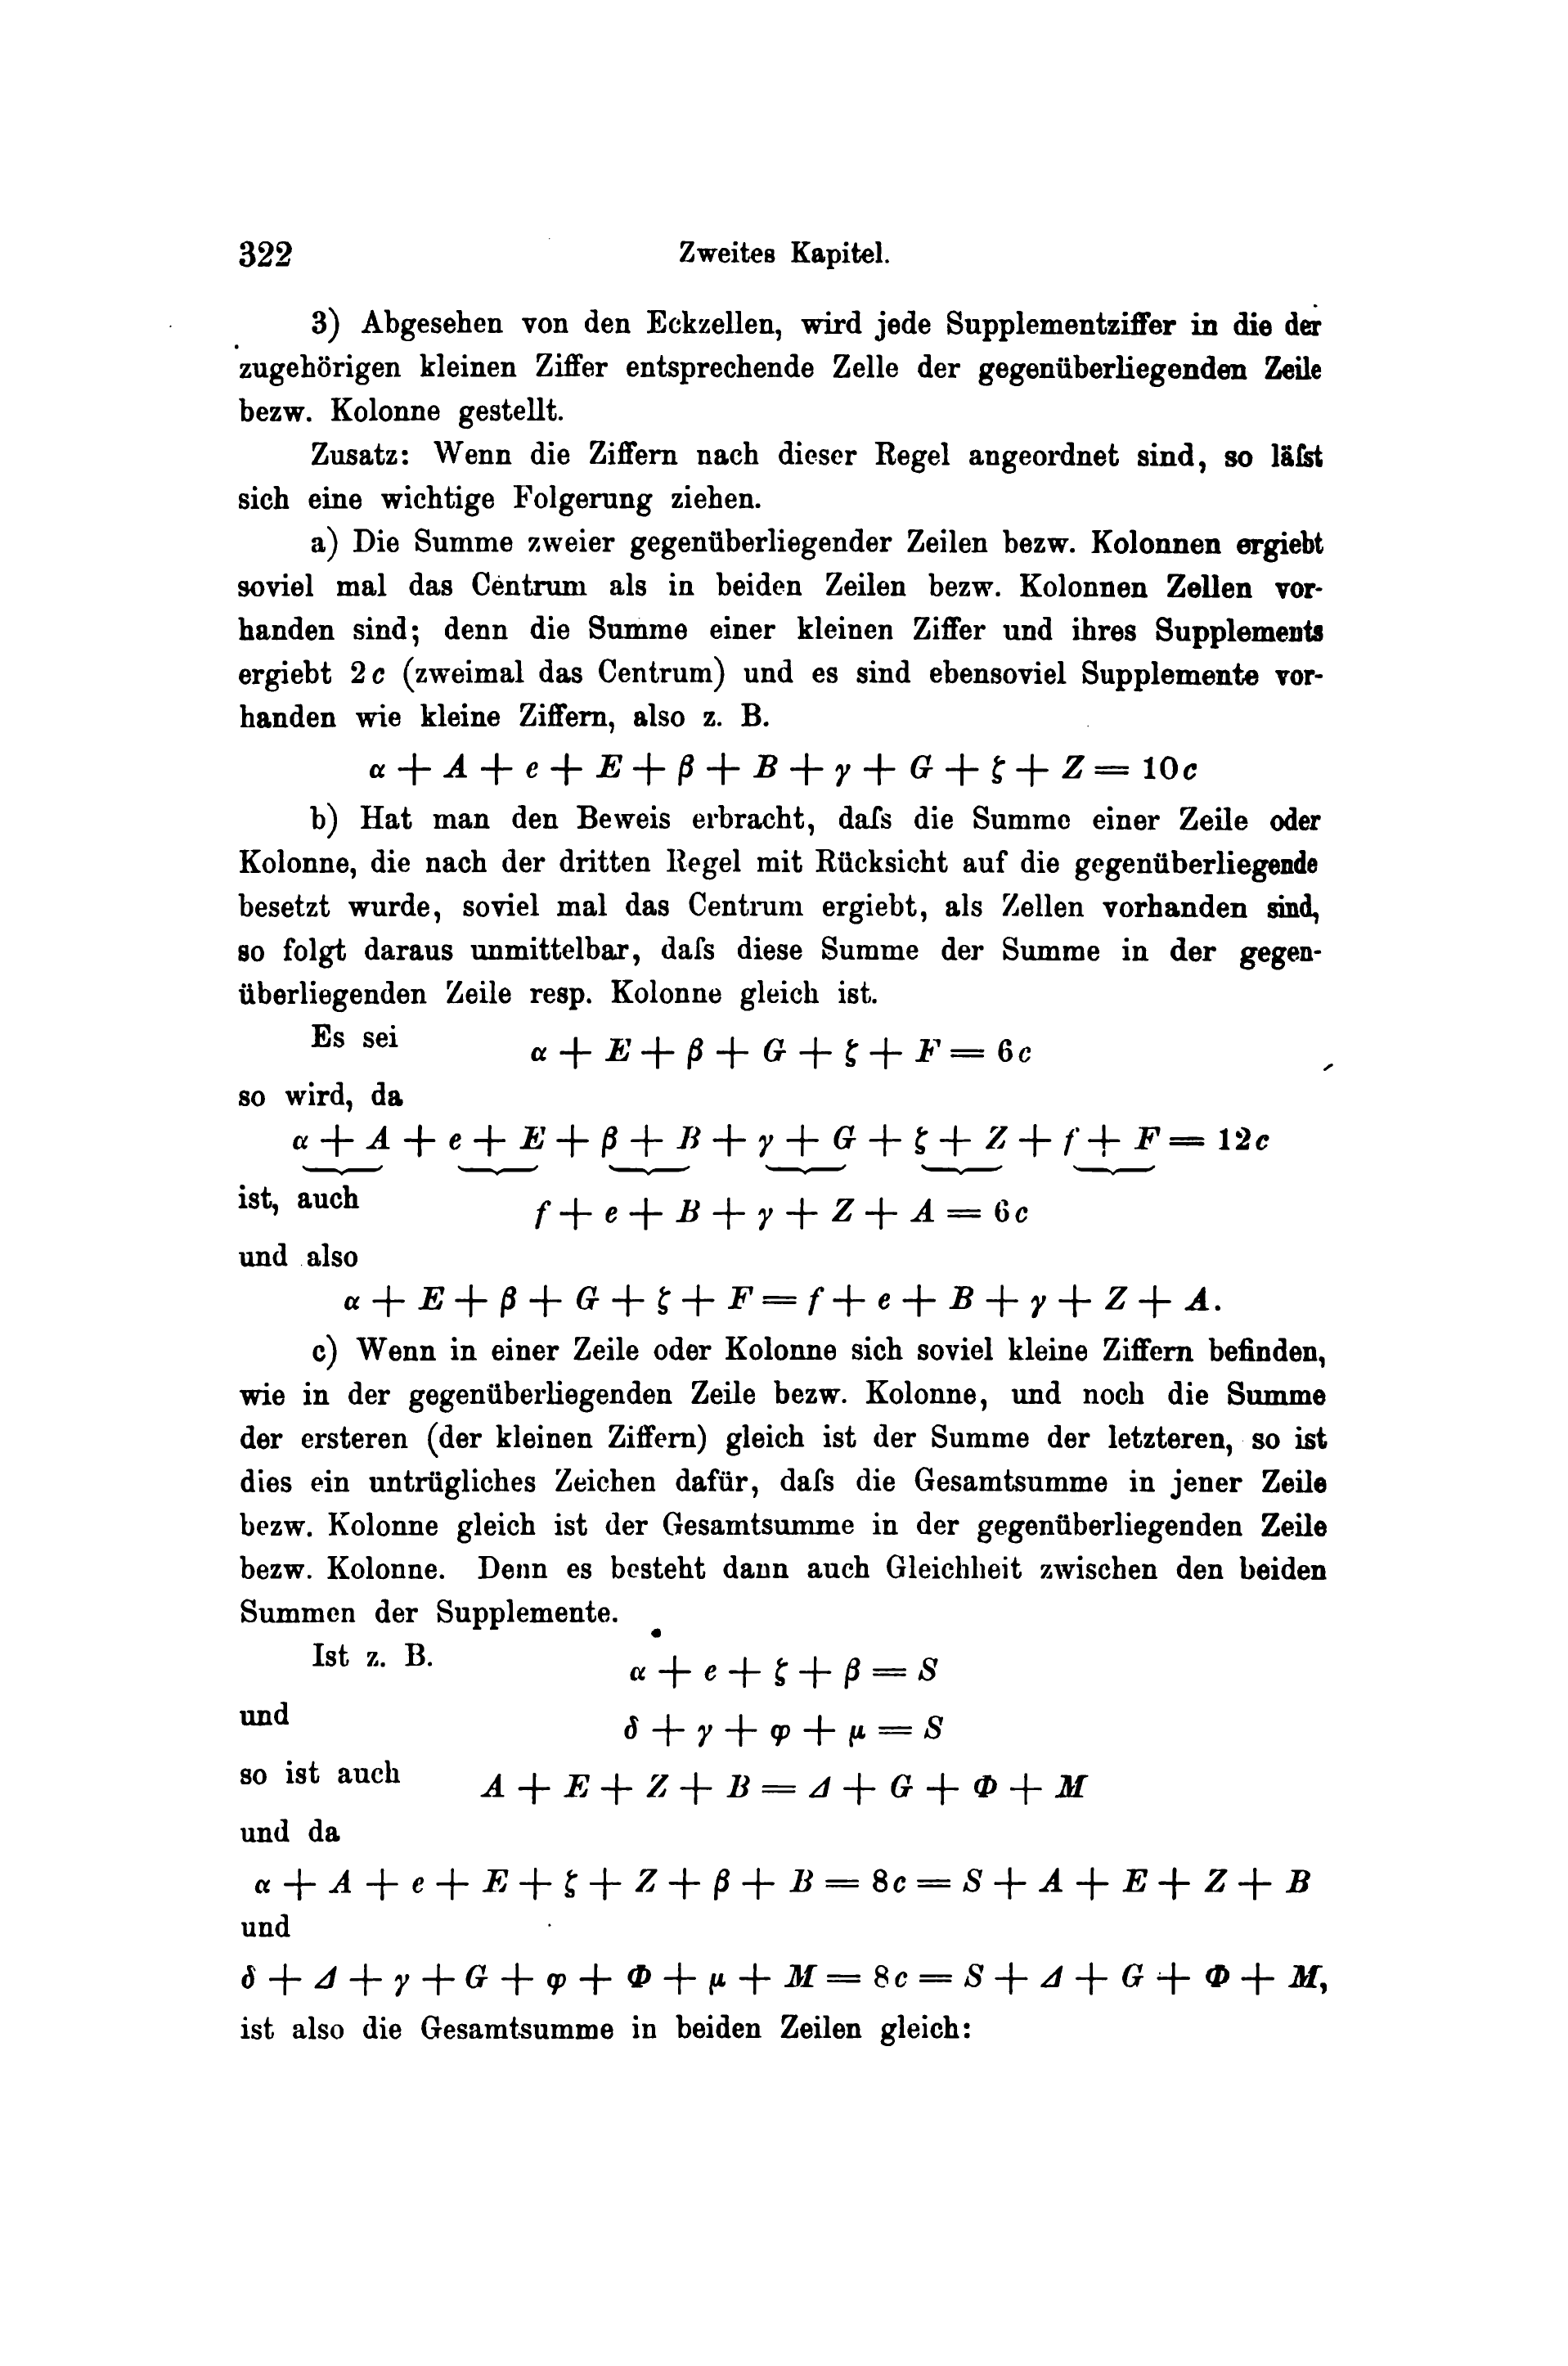 322 Zweites Kapitel.
3) Abgesehen von den Eckzellen, wird jede Supplementziffer in die der
zugehörigen kleinen Ziffer entsprechende Zelle der gegenüberliegenden Zeile
bezw. Kolonne gestellt.
Zusatz: Wenn die Ziffern nach dieser Regel angeordnet sind, so läſst
sich eine wichtige Folgerung ziehen.
a) Die Summe zweier gegenüberliegender Zeilen bezw. Kolonnen ergiebt
soviel mal das Centrum als in beiden Zeilen bezw. Kolonnen Zellen vor-
handen sind; denn die Summe einer kleinen Ziffer und ihres Supplements
ergiebt 2c (zweimal das Centrum) und es sind ebensoviel Supplemente vor-
handen wie kleine Ziffern, also z. B.
α + A + e + E + β + B + γ + G + ζ + Z = 10c
b) Hat man den Beweis erbracht, daſs die Summe einer Zeile oder
Kolonne, die nach der dritten Regel mit Rücksicht auf die gegenüberliegende
besetzt wurde, soviel mal das Centrum ergiebt, als Zellen vorhanden sind,
so folgt daraus unmittelbar, daſs diese Summe der Summe in der gegen-
überliegenden Zeile resp. Kolonne gleich ist.
Es sei α + E + β + G + ζ + F = 6c
so wird, da
α + A + e + E + β + B + γ + G + ζ + Z + f + F = 12c
ist, auch f + e + B + γ + Z + A = 6c
und also
α + E + β + G + ζ + F = f + e + B + γ + Z + A.
c) Wenn in einer Zeile oder Kolonne sich soviel kleine Ziffern befinden,
wie in der gegenüberliegenden Zeile bezw. Kolonne, und noch die Summe
der ersteren (der kleinen Ziffern) gleich ist der Summe der letzteren, so ist
dies ein untrügliches Zeichen dafür, daſs die Gesamtsumme in jener Zeile
bezw. Kolonne gleich ist der Gesamtsumme in der gegenüberliegenden Zeile
bezw. Kolonne. Denn es besteht dann auch Gleichheit zwischen den beiden
Summen der Supplemente.
Ist z. B. α + e + ζ + β = S
und δ + γ + φ + μ = S
so ist auch A + E + Z + B = Δ + G + Φ + M
und da
α + A + e + E + ζ + Z + β + B = 8c = S + A + E + Z + B
und
δ + Δ + γ + G + φ + Φ + μ + M = 8c = S + Δ + G + Φ + M,
ist also die Gesamtsumme in beiden Zeilen gleich: